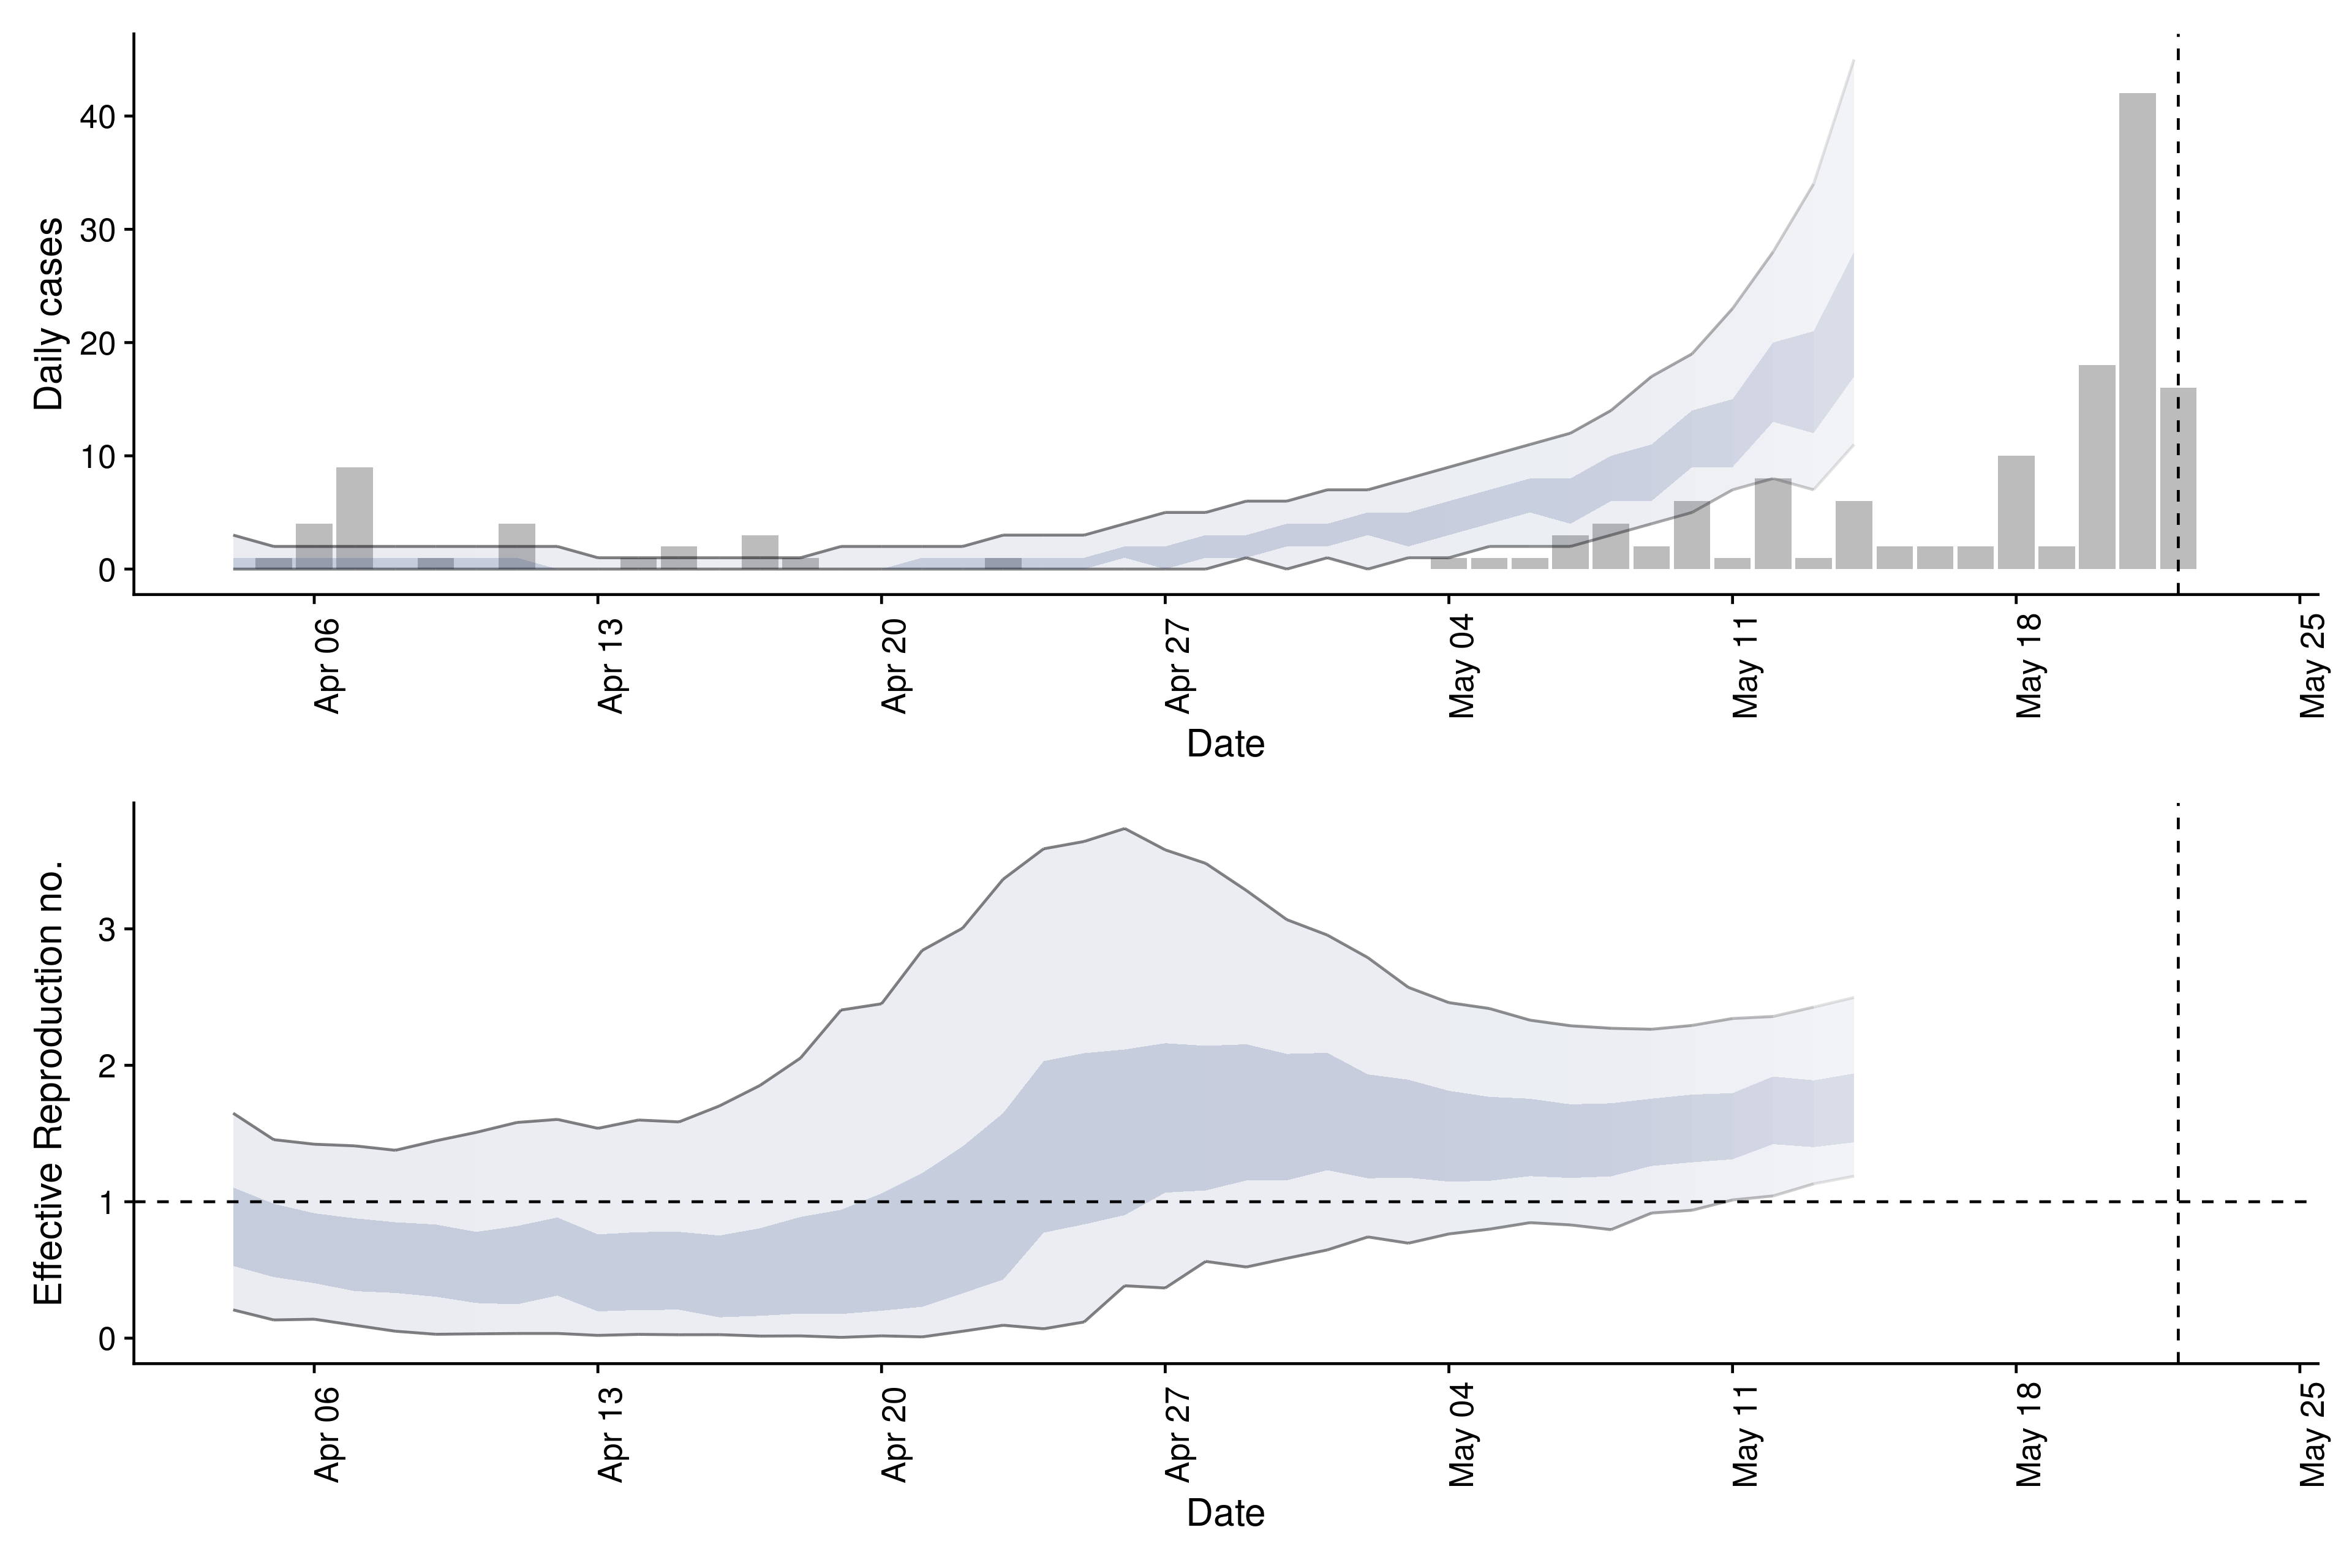 Daily cases
40
30
20
10
0
Apr 06
Apr 13
Apr 20
Apr 27
May 04
May 11
May 18
May 25
Date
Effective Reproduction no.
3
2
1
0
Apr 06
Apr 13
Apr 20
Apr 27
May 04
May 11
May 18
May 25
Date